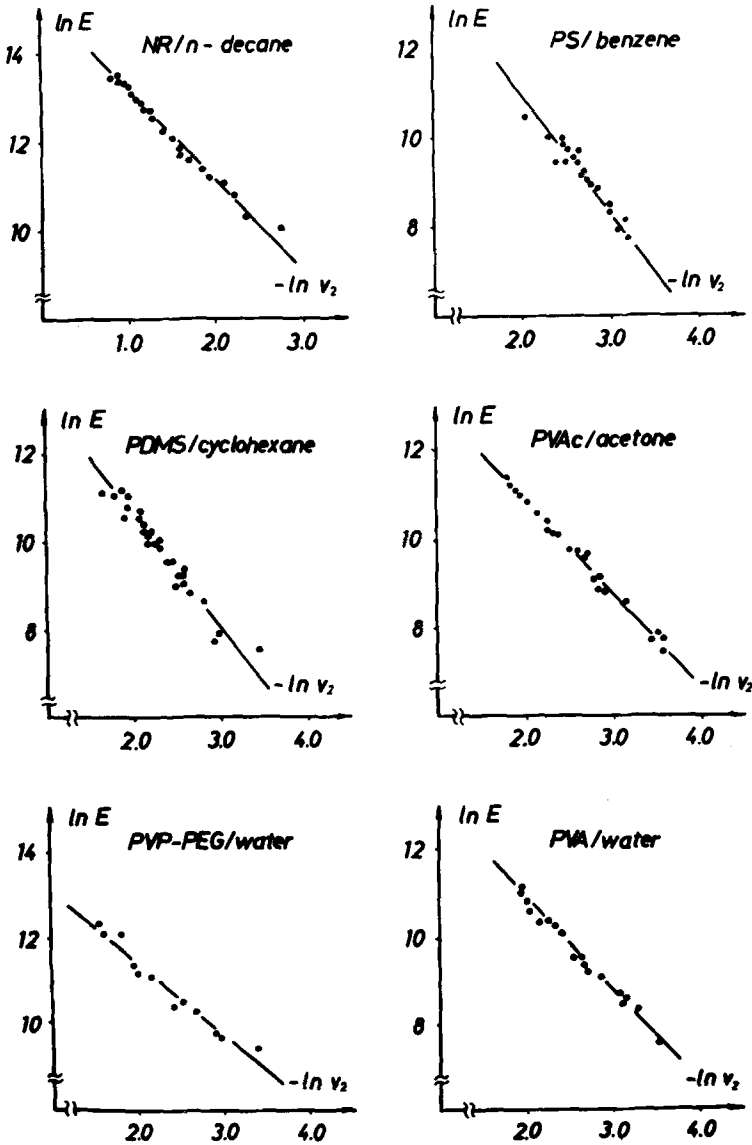 ln E
NR/n-decane
14
12
10
-ln v₂
1.0 2.0 3.0
ln E
PS/benzene
12
10
8
-ln v₂
2.0 3.0 4.0
ln E
PDMS/cyclohexane
12
10
8
-ln v₂
2.0 3.0 4.0
ln E
PVAc/acetone
12
10
8
-ln v₂
2.0 3.0 4.0
ln E
PVP-PEG/water
14
12
10
-ln v₂
2.0 3.0 4.0
ln E
PVA/water
12
10
8
-ln v₂
2.0 3.0 4.0